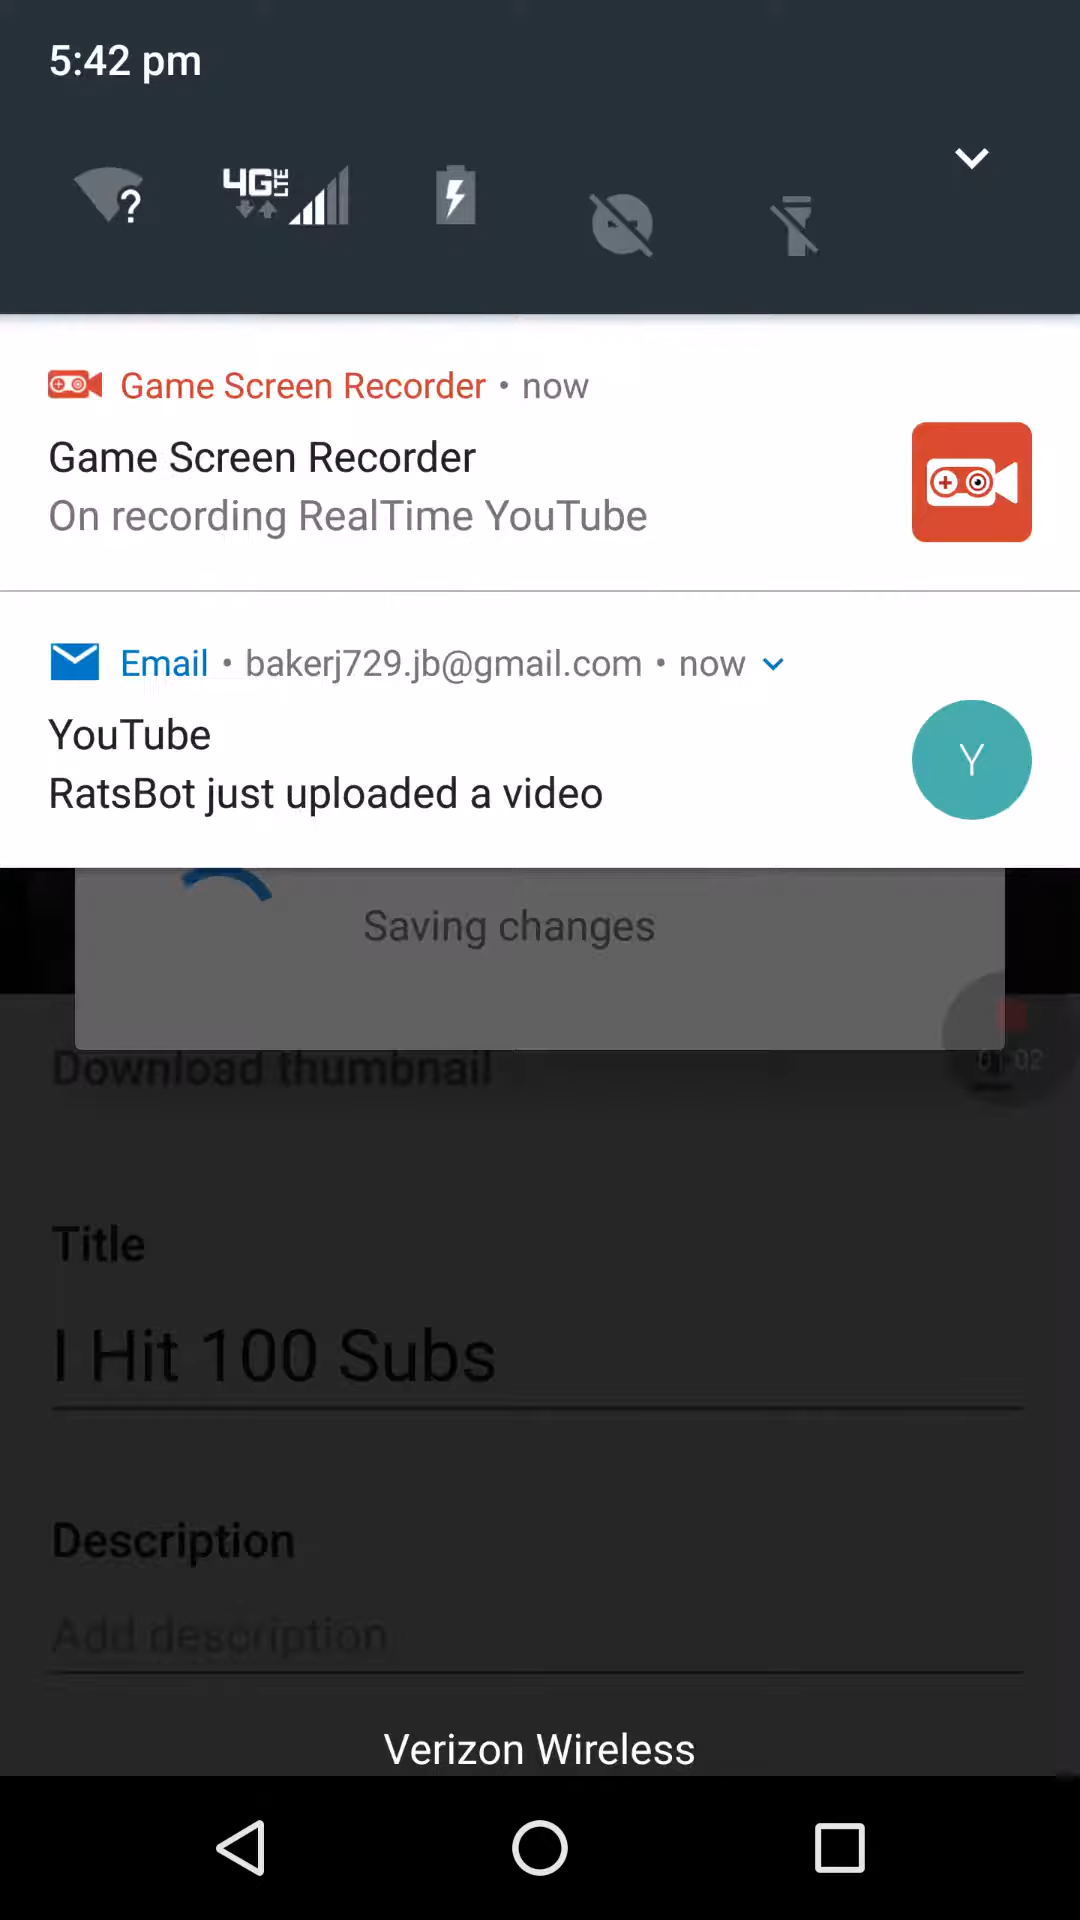 5:42 pm
4G LTE
Game Screen Recorder • now
Game Screen Recorder
On recording RealTime YouTube
Email • bakerj729.jb@gmail.com • now
YouTube
RatsBot just uploaded a video
Y
Saving changes
01:02
Download thumbnail
Title
I Hit 100 Subs
Description
Add description
Verizon Wireless